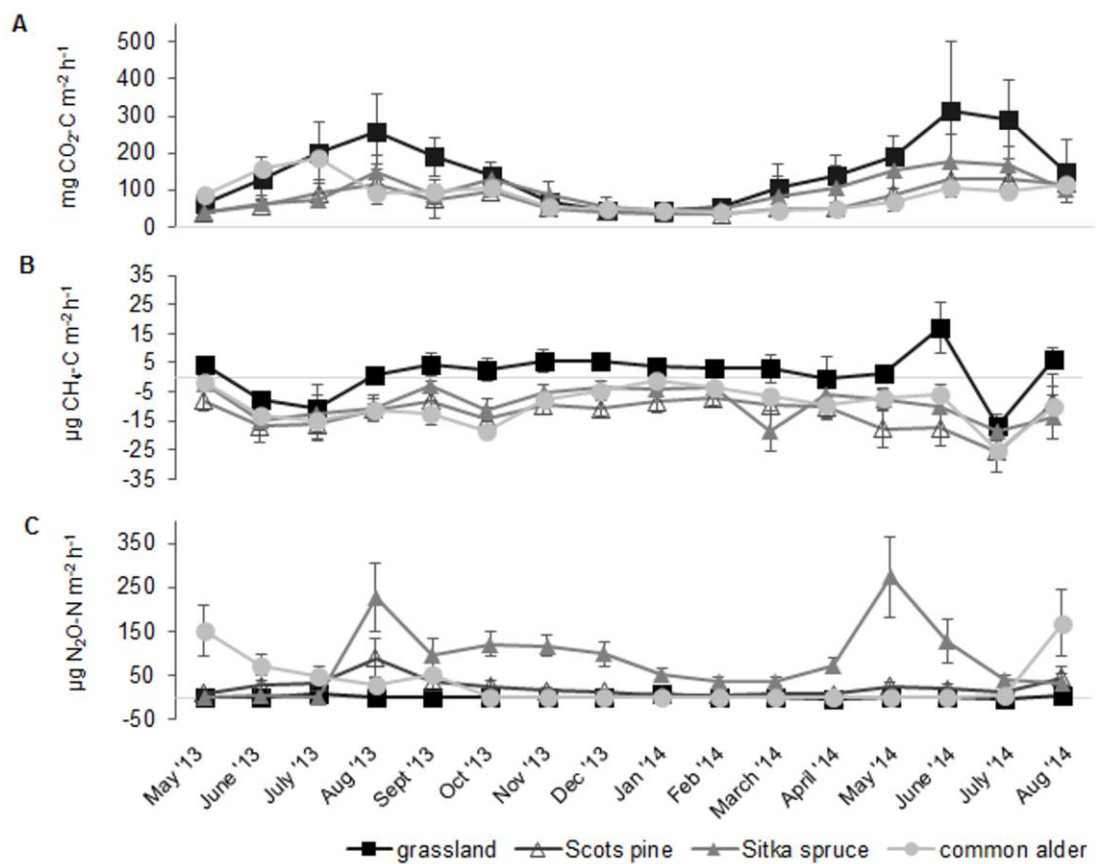 A
mg CO₂-C m⁻² h⁻¹
500
400
300
200
100
0
B
µg CH₄-C m⁻² h⁻¹
35
25
15
5
-5
-15
-25
-35
C
µg N₂O-N m⁻² h⁻¹
350
250
150
50
-50
May '13 June '13 July '13 Aug '13 Sept '13 Oct '13 Nov '13 Dec '13 Jan '14 Feb '14 March '14 April '14 May '14 June '14 July '14 Aug '14
grassland Scots pine Sitka spruce common alder